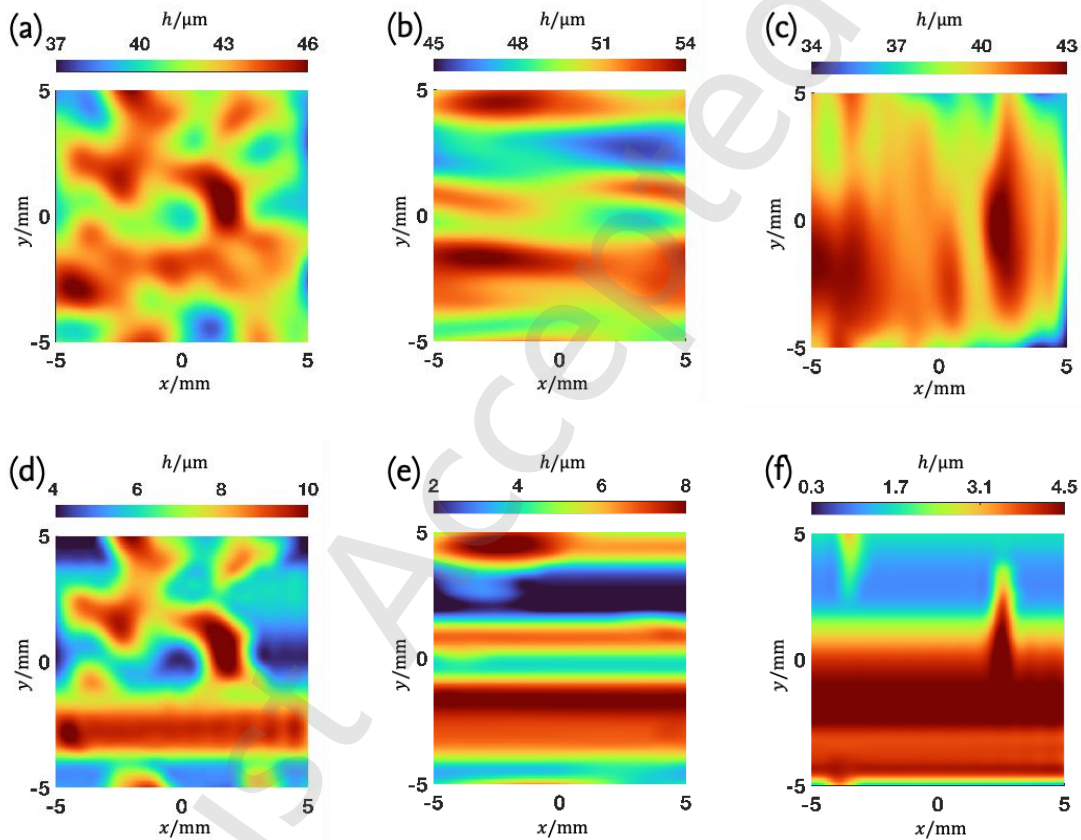 (a) h/μm
37 40 43 46
5
y/mm
0
-5
-5 0 5
x/mm
(b) h/μm
45 48 51 54
5
y/mm
0
-5
-5 0 5
x/mm
(c) h/μm
34 37 40 43
5
y/mm
0
-5
-5 0 5
x/mm
(d) h/μm
4 6 8 10
5
y/mm
0
-5
-5 0 5
x/mm
(e) h/μm
2 4 6 8
5
y/mm
0
-5
-5 0 5
x/mm
(f) h/μm
0.3 1.7 3.1 4.5
5
y/mm
0
-5
-5 0 5
x/mm
ust Accepted